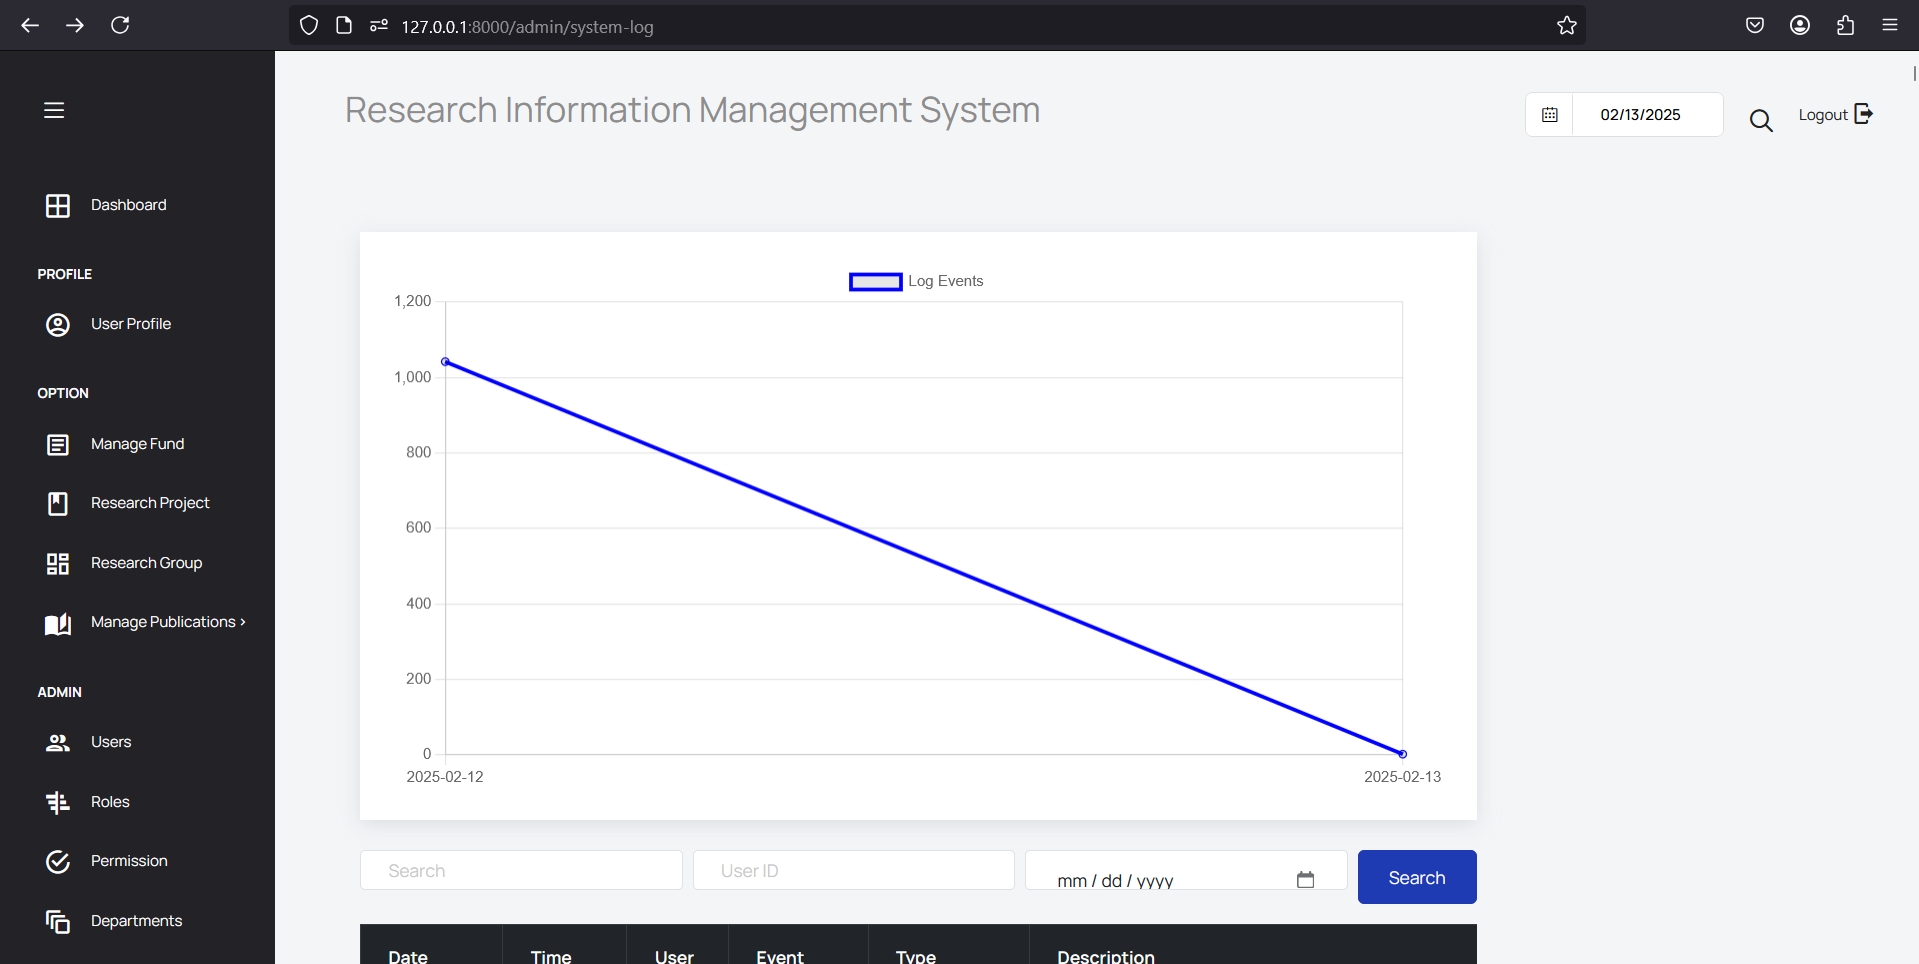 127.0.0.1:8000/admin/system-log
Research Information Management System
02/13/2025
Logout
Dashboard
PROFILE
User Profile
OPTION
Manage Fund
Research Project
Research Group
Manage Publications >
ADMIN
Users
Roles
Permission
Departments
Log Events
1,200
1,000
800
600
400
200
0
2025-02-12 2025-02-13
Search User ID mm / dd / yyyy Search
Date Time User Event Type Description